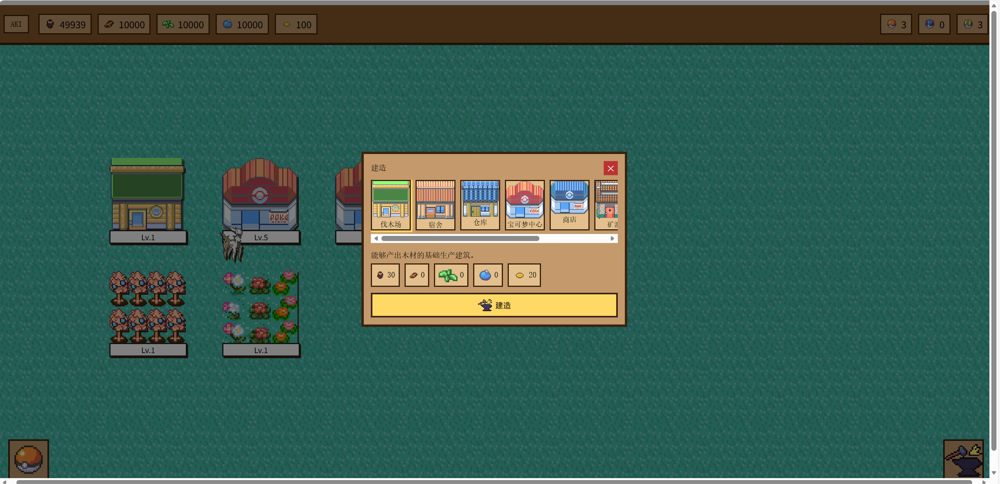 AKI 49939 10000 10000 10000 100 3 0 3
建造
伐木场 宿舍 仓库 宝可梦中心 商店
POKé
MART
POKé
Lv.1 Lv.5
能够产出木材的基础生产建筑。
30 0 0 0 20
建造
Lv.1 Lv.1